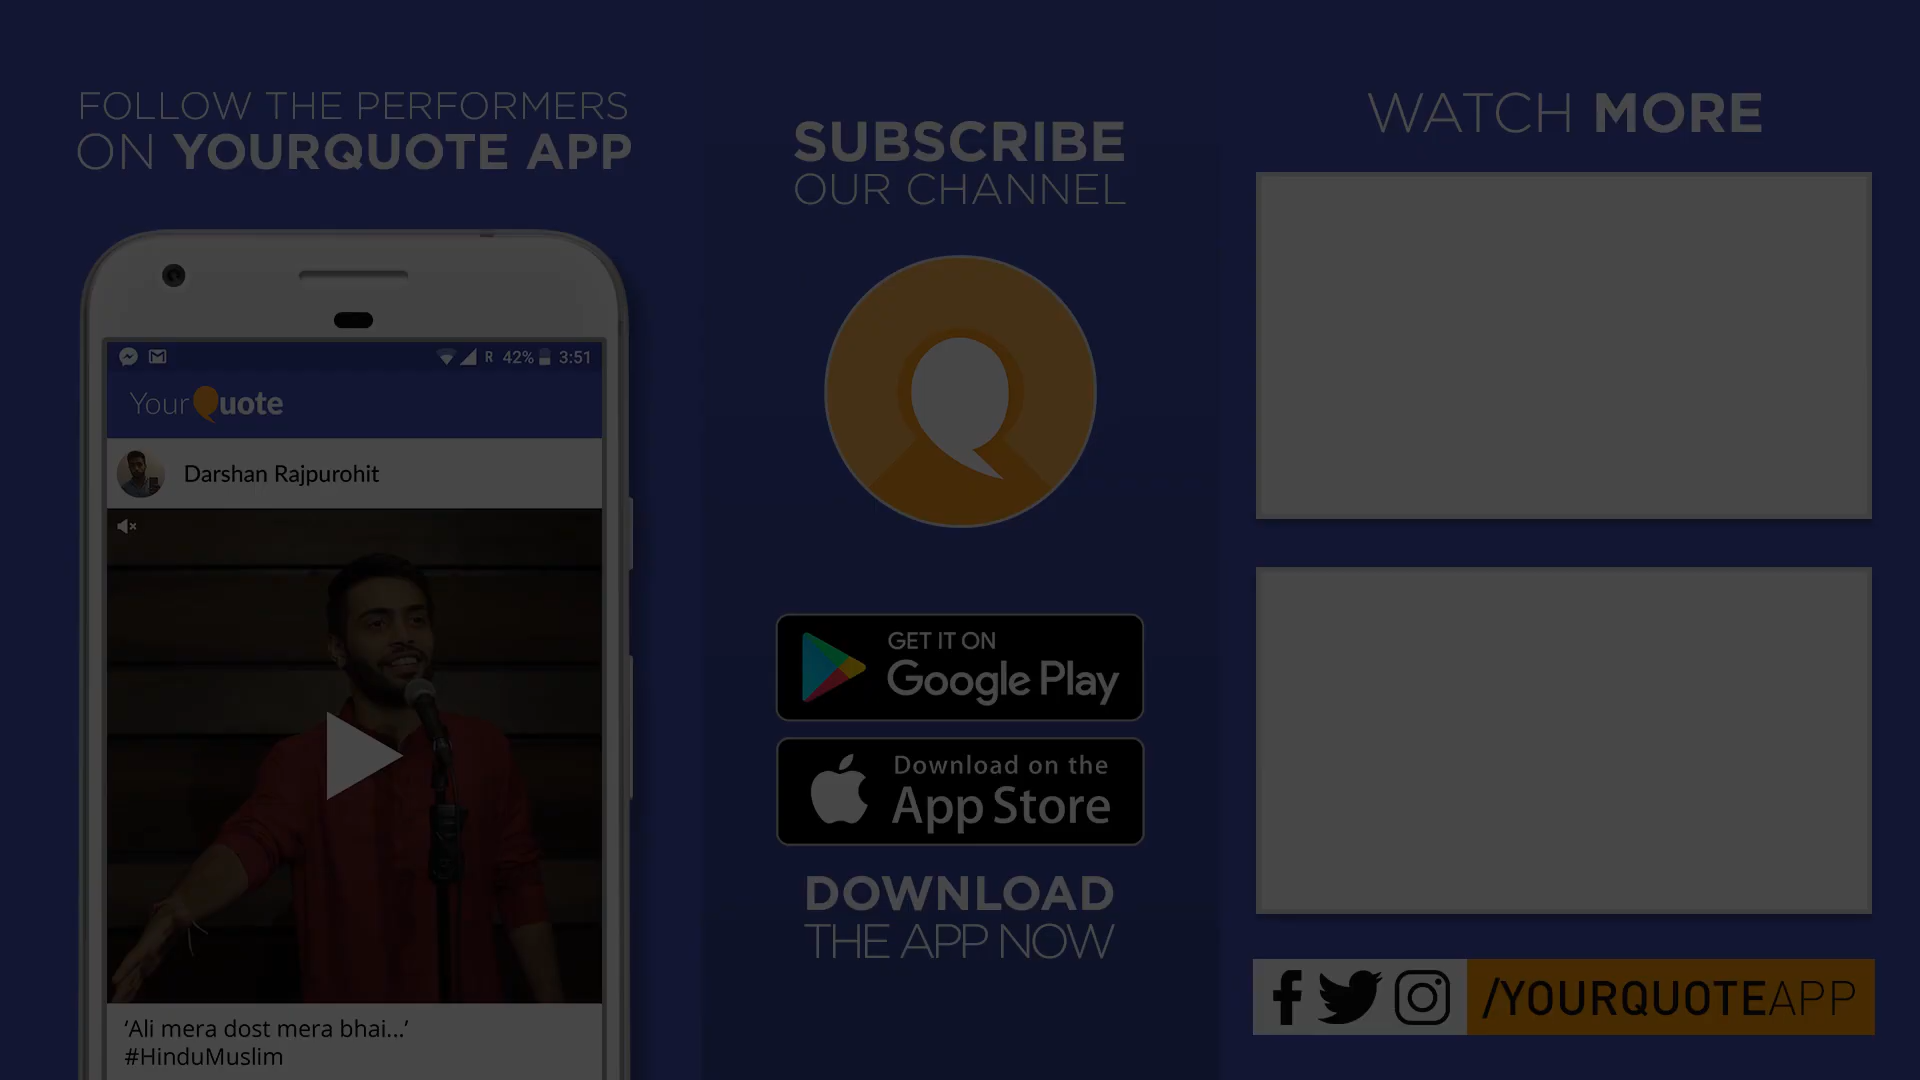 FOLLOW THE PERFORMERS
ON YOURQUOTE APP
R 42% 3:51
YourQuote
Darshan Rajpurohit
‘Ali mera dost mera bhai...’
#HinduMuslim
SUBSCRIBE
OUR CHANNEL
GET IT ON
Google Play
Download on the
App Store
DOWNLOAD
THE APP NOW
WATCH MORE
/YOURQUOTEAPP